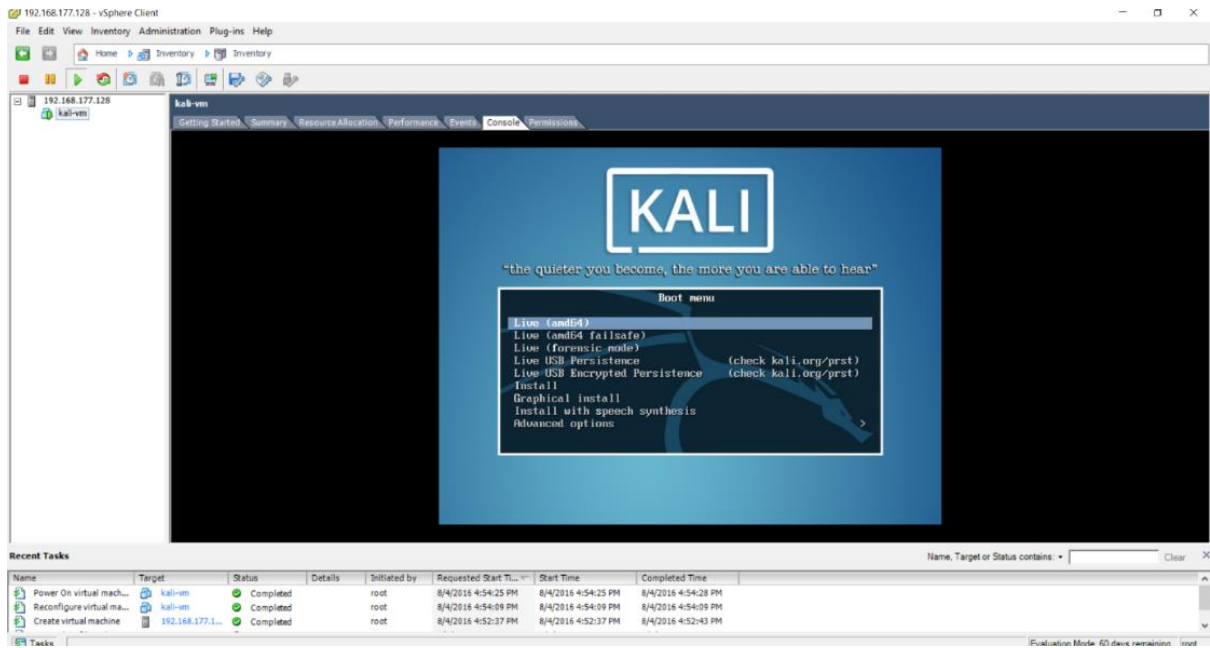 192.168.177.128 - vSphere Client
File Edit View Inventory Administration Plug-ins Help
Home Inventory Inventory
192.168.177.128
kali-vm
kali-vm
Getting Started Summary Resource Allocation Performance Events Console Permissions
KALI
“the quieter you become, the more you are able to hear”
Boot menu
Live (amd64)
Live (amd64 failsafe)
Live (forensic mode)
Live USB Persistence (check kali.org/prst)
Live USB Encrypted Persistence (check kali.org/prst)
Install
Graphical install
Install with speech synthesis
Advanced options >
Recent Tasks
Name, Target or Status contains: Clear
Name Target Status Details Initiated by Requested Start Ti... Start Time Completed Time
Power On virtual mach... kali-vm Completed root 8/4/2016 4:54:25 PM 8/4/2016 4:54:25 PM 8/4/2016 4:54:28 PM
Reconfigure virtual ma... kali-vm Completed root 8/4/2016 4:54:09 PM 8/4/2016 4:54:09 PM 8/4/2016 4:54:09 PM
Create virtual machine 192.168.177.1... Completed root 8/4/2016 4:52:37 PM 8/4/2016 4:52:37 PM 8/4/2016 4:52:43 PM
Tasks Evaluation Mode: 60 days remaining root